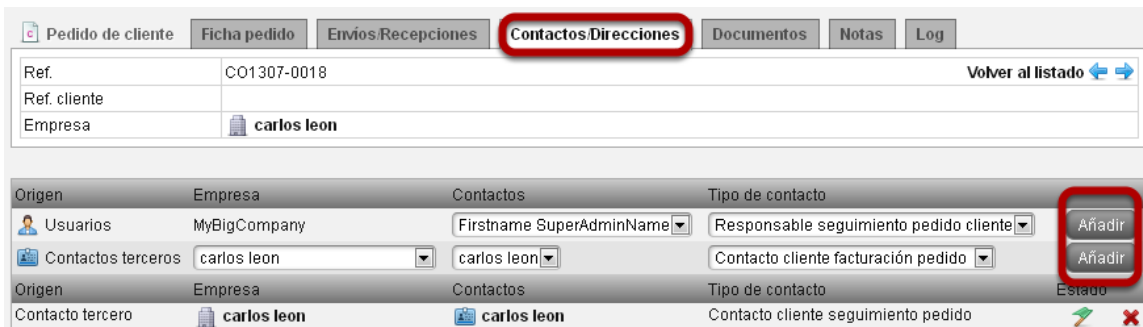 Pedido de cliente Ficha pedido Envíos/Recepciones Contactos/Direcciones Documentos Notas Log
Ref. CO1307-0018 Volver al listado
Ref. cliente
Empresa carlos leon
Origen Empresa Contactos Tipo de contacto
Usuarios MyBigCompany Firstname SuperAdminName Responsable seguimiento pedido cliente Añadir
Contactos terceros carlos leon carlos leon Contacto cliente facturación pedido Añadir
Origen Empresa Contactos Tipo de contacto Estado
Contacto tercero carlos leon carlos leon Contacto cliente seguimiento pedido